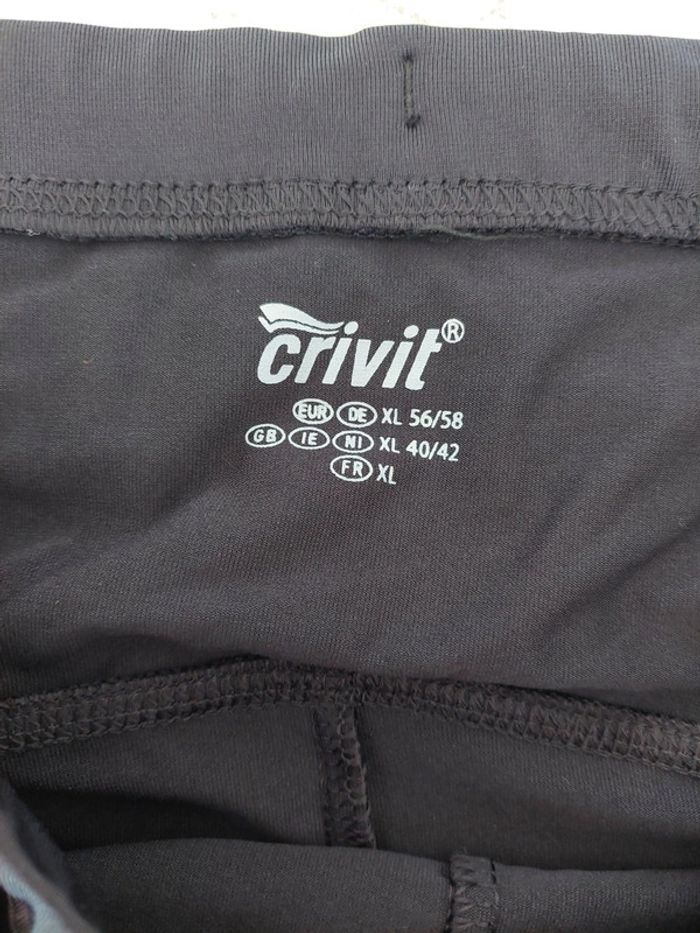 crivit®
EUR DE XL 56/58
GB IE NI XL 40/42
FR XL